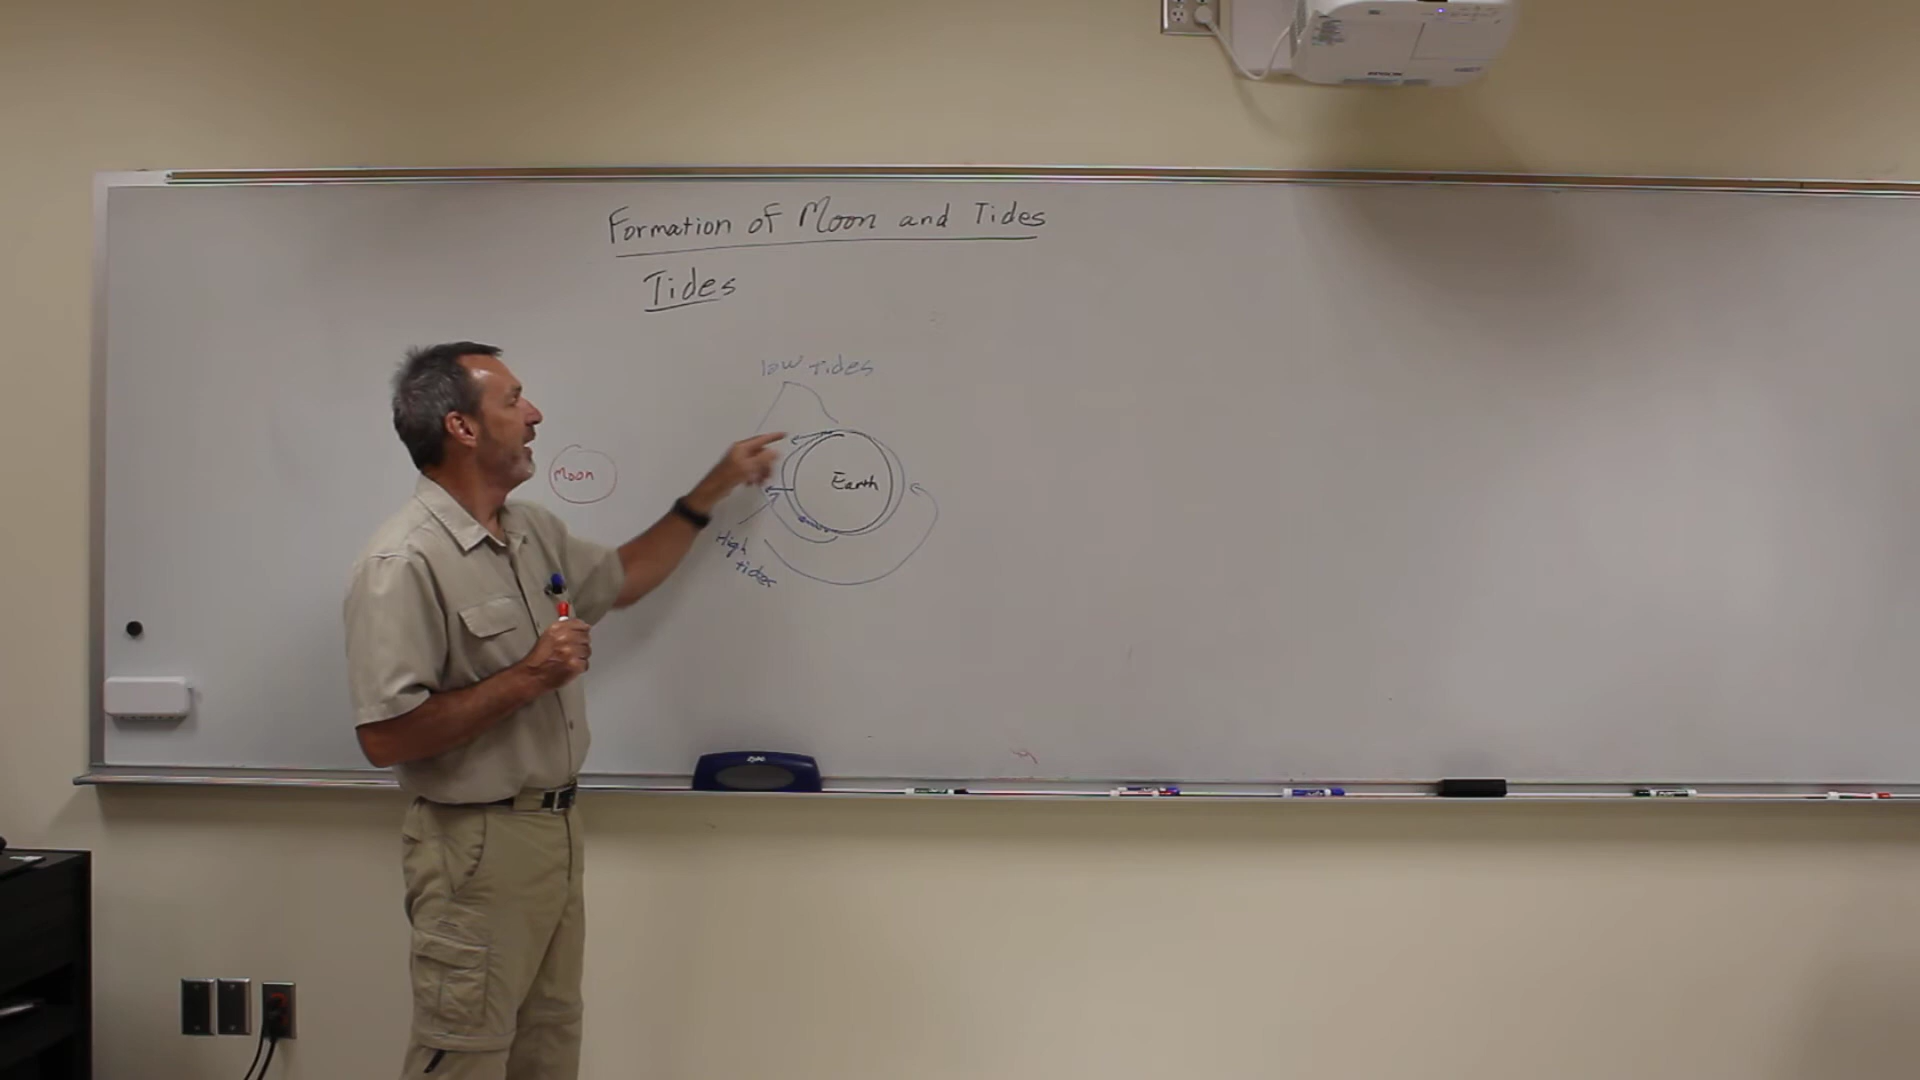 Formation of Moon and Tides
Tides
low Tides
Moon
Earth
High
tides